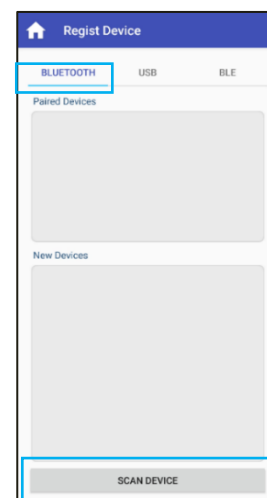 Regist Device
BLUETOOTH USB BLE
Paired Devices
New Devices
SCAN DEVICE